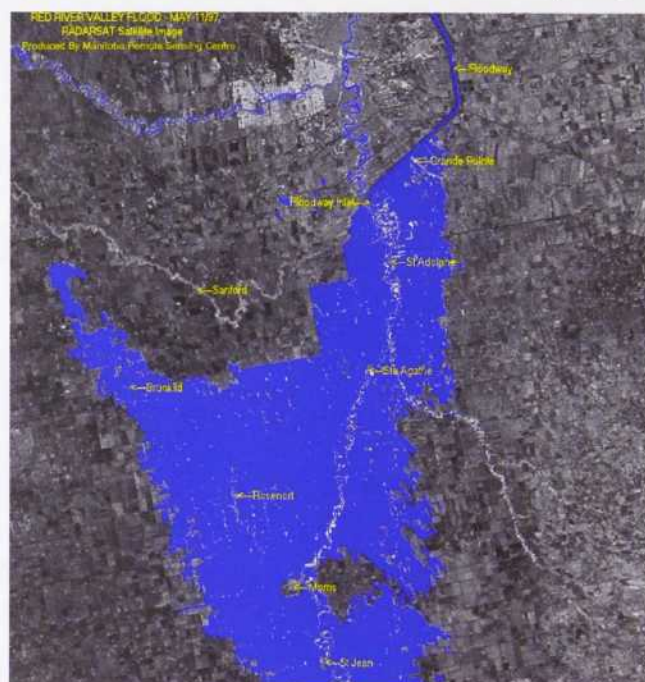 RED RIVER VALLEY FLOOD - MAY 11/97
RADARSAT Satellite Image
Produced By Manitoba Remote Sensing Centre
Floodway
Grande Pointe
Floodway Inlet
St Adolphe
Sanford
Ste Agathe
Brunkild
Rosenort
Morris
St Jean